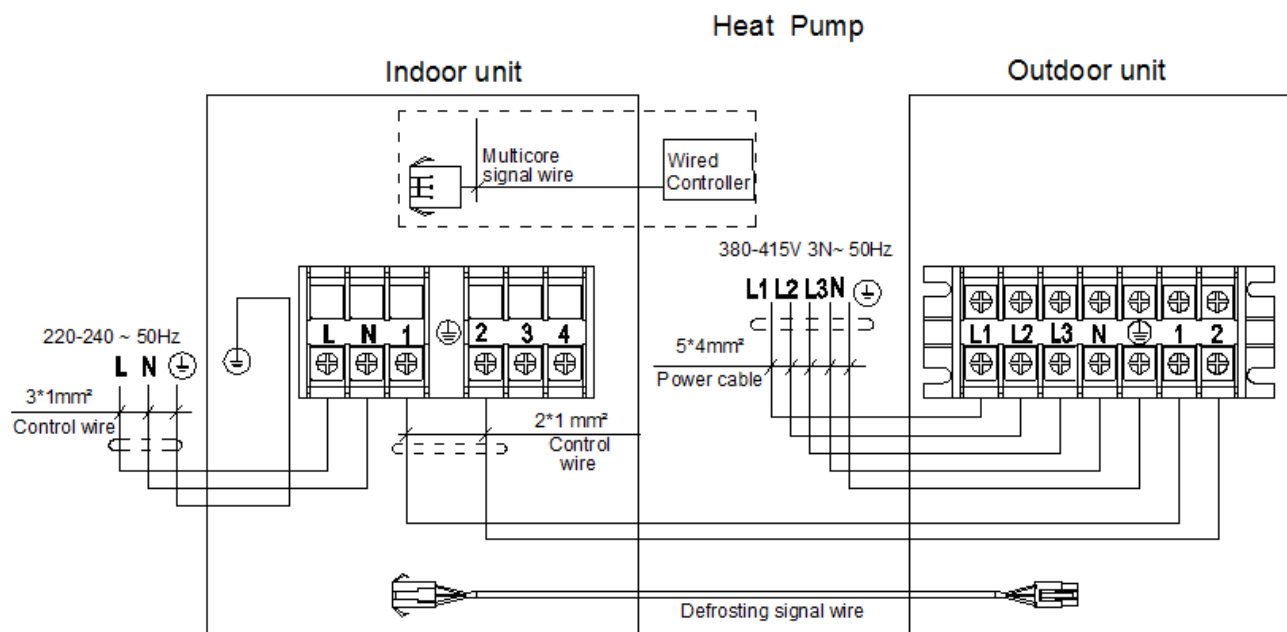 Heat Pump
Indoor unit
Outdoor unit
Multicore
signal wire
Wired
Controller
380-415V 3N~ 50Hz
L1 L2 L3 N
220-240 ~ 50Hz
L N
3*1mm²
Control wire
L N 1 2 3 4
2*1 mm²
Control
wire
5*4mm²
Power cable
L1 L2 L3 N 1 2
Defrosting signal wire